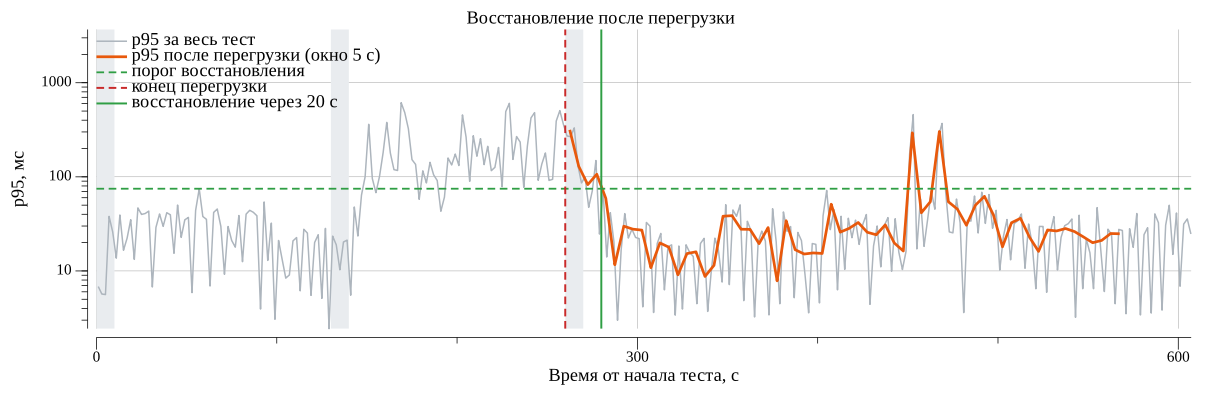 Восстановление после перегрузки
p95 за весь тест
p95 после перегрузки (окно 5 с)
порог восстановления
конец перегрузки
восстановление через 20 с
p95, мс
1000
100
10
0
300
600
Время от начала теста, с